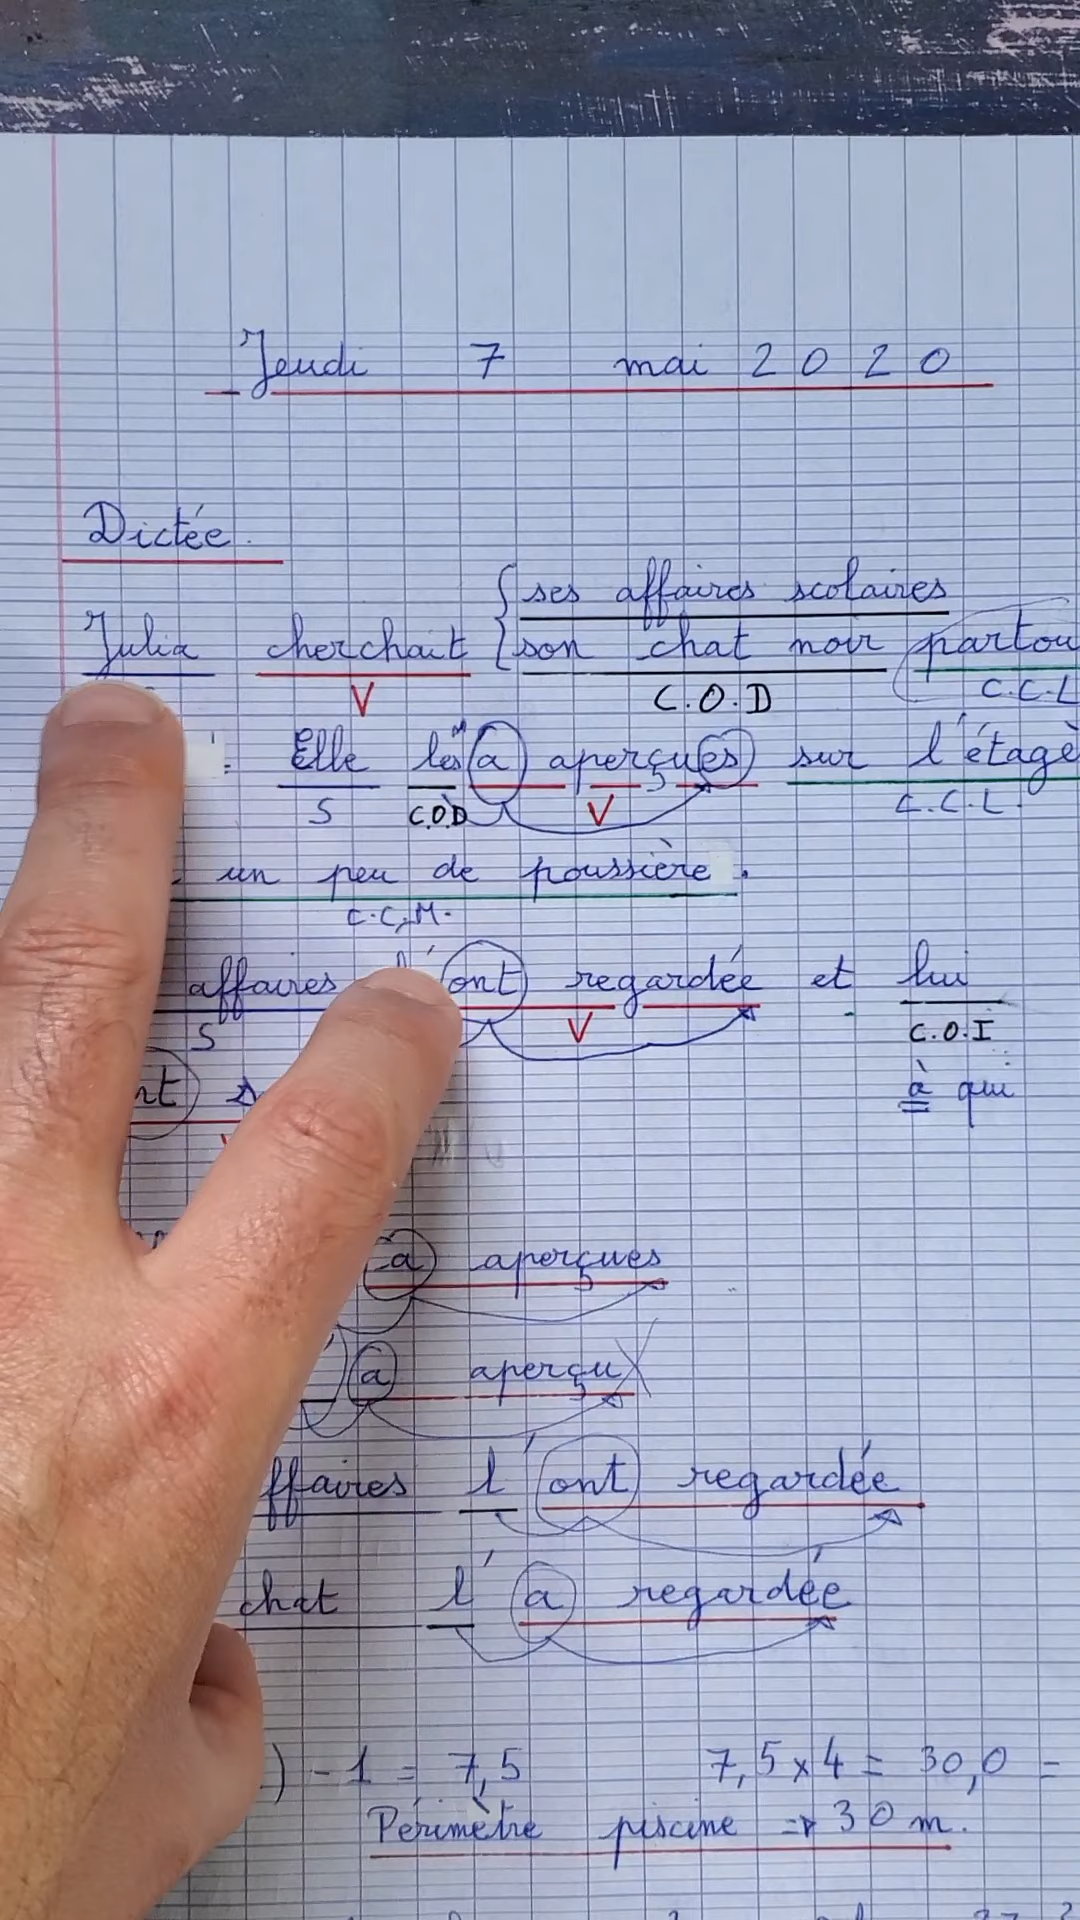 Jeudi 7 mai 2020
Dictée.
ses affaires scolaires
Julia cherchait son chat noir partou
V C.O.D C.C.L
Elle les a aperçues sur l'étagè
S C.O.D V C.C.L.
un peu de poussière.
C.C.M.
affaires l'ont regardée et lui
S V C.O.I
à qui
a aperçues
a aperçu
ffaires l'ont regardée
chat l'a regardée
) - 1 = 7,5 7,5 x 4 = 30,0 =
Périmètre piscine => 30 m.